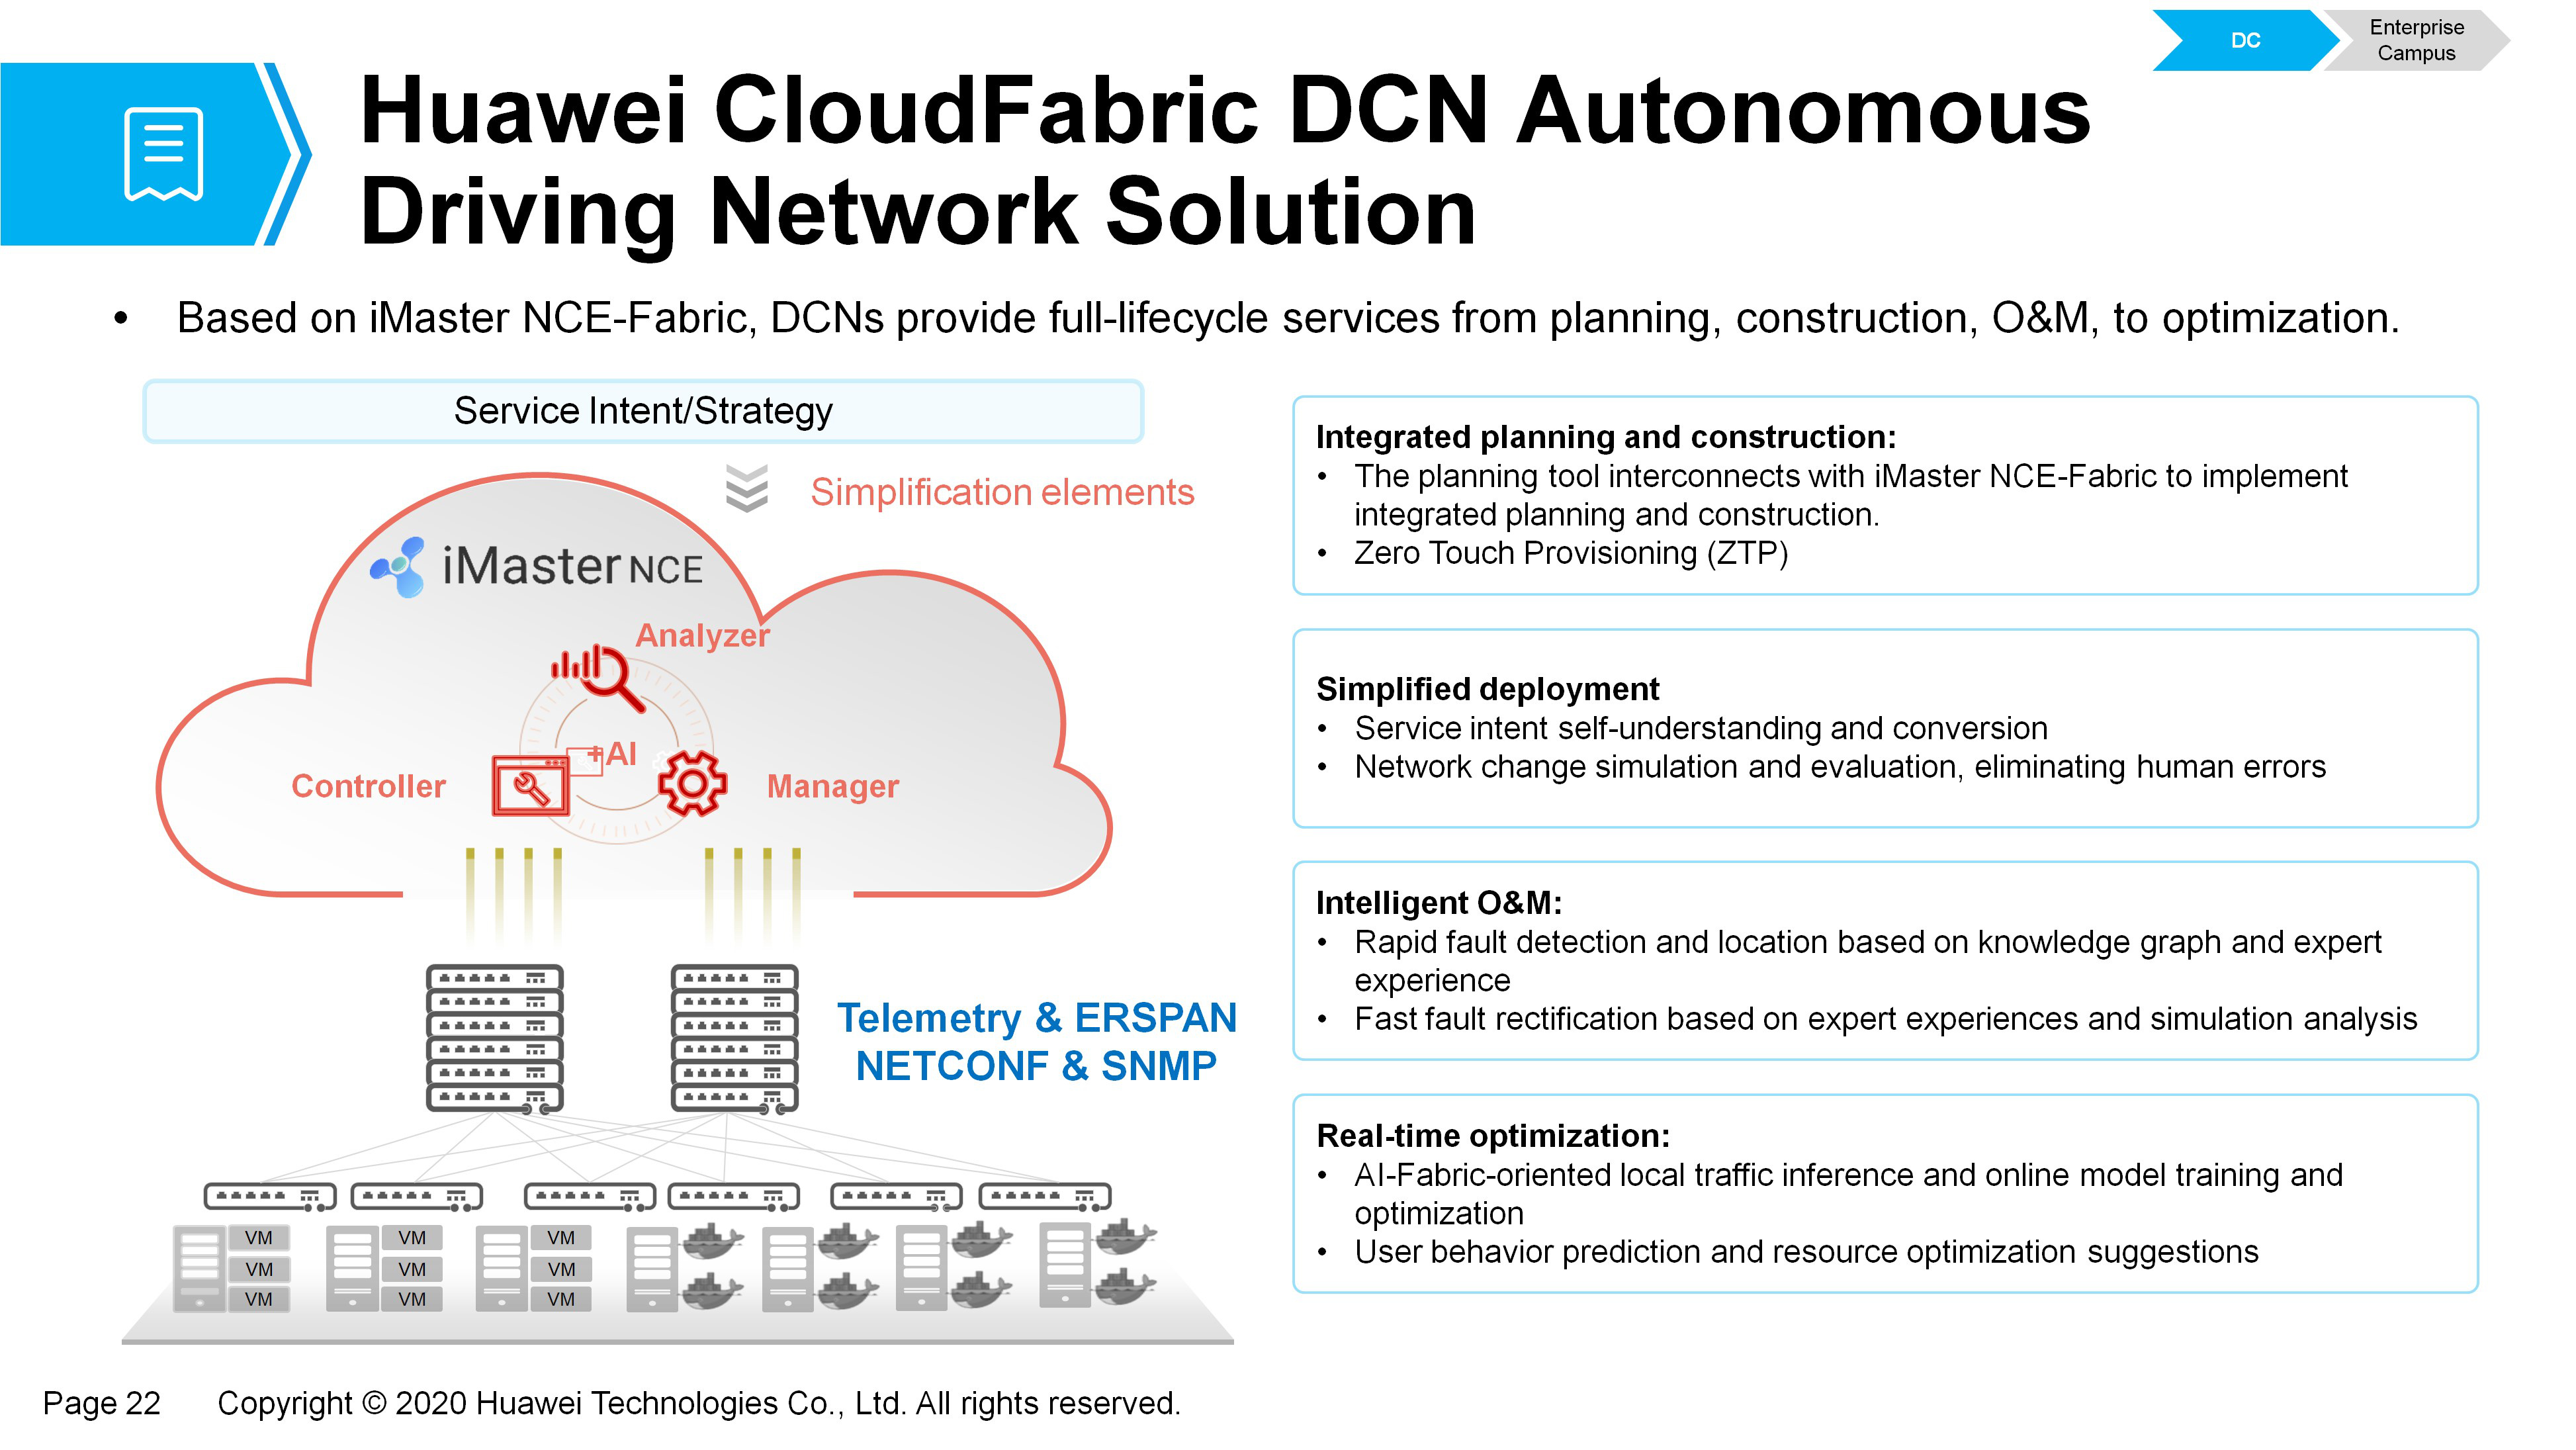 DC
Enterprise
Campus
Huawei CloudFabric DCN Autonomous
Driving Network Solution
• Based on iMaster NCE-Fabric, DCNs provide full-lifecycle services from planning, construction, O&M, to optimization.
Service Intent/Strategy
Simplification elements
iMaster NCE
Analyzer
+AI
Controller
Manager
Telemetry & ERSPAN
NETCONF & SNMP
VM VM VM
VM VM VM
VM VM VM
Integrated planning and construction:
• The planning tool interconnects with iMaster NCE-Fabric to implement
integrated planning and construction.
• Zero Touch Provisioning (ZTP)
Simplified deployment
• Service intent self-understanding and conversion
• Network change simulation and evaluation, eliminating human errors
Intelligent O&M:
• Rapid fault detection and location based on knowledge graph and expert
experience
• Fast fault rectification based on expert experiences and simulation analysis
Real-time optimization:
• AI-Fabric-oriented local traffic inference and online model training and
optimization
• User behavior prediction and resource optimization suggestions
Page 22 Copyright © 2020 Huawei Technologies Co., Ltd. All rights reserved.